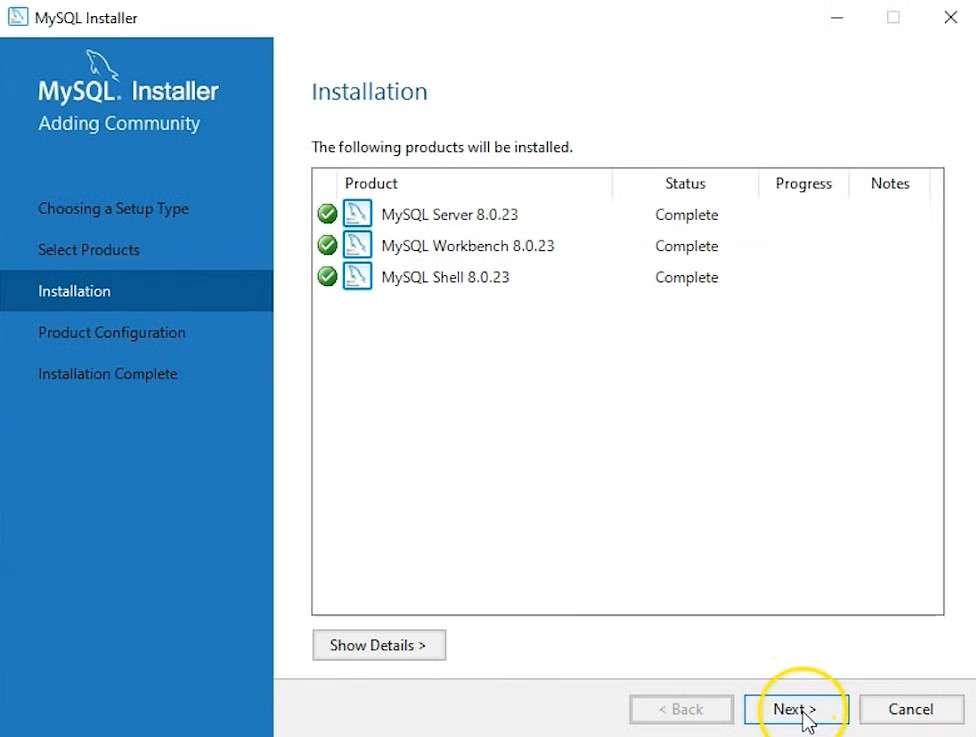 MySQL Installer
MySQL. Installer
Adding Community
Choosing a Setup Type
Select Products
Installation
Product Configuration
Installation Complete
Installation
The following products will be installed.
Product Status Progress Notes
MySQL Server 8.0.23 Complete
MySQL Workbench 8.0.23 Complete
MySQL Shell 8.0.23 Complete
Show Details >
< Back Next > Cancel